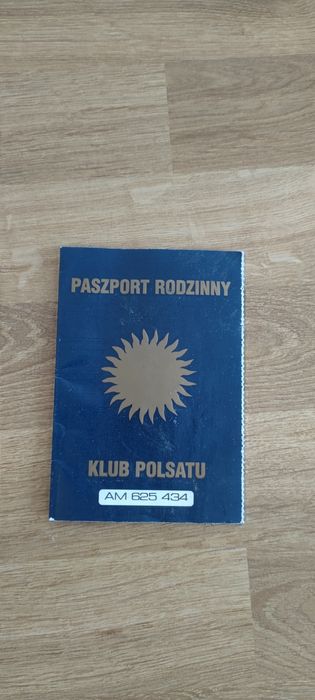 PASZPORT RODZINNY
KLUB POLSATU
AM 625 434